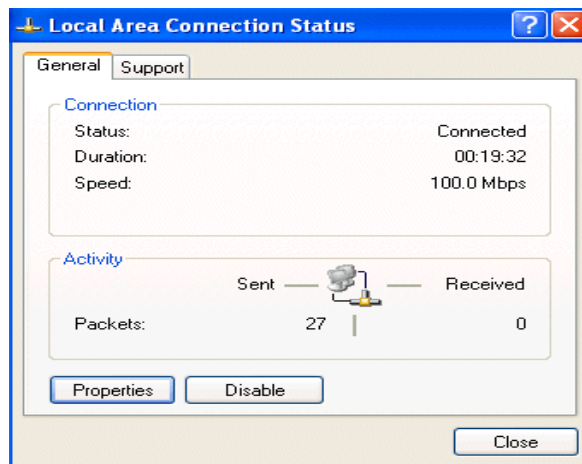 Local Area Connection Status
General Support
Connection
Status: Connected
Duration: 00:19:32
Speed: 100.0 Mbps
Activity
Sent Received
Packets: 27 0
Properties Disable
Close